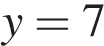 y = 7